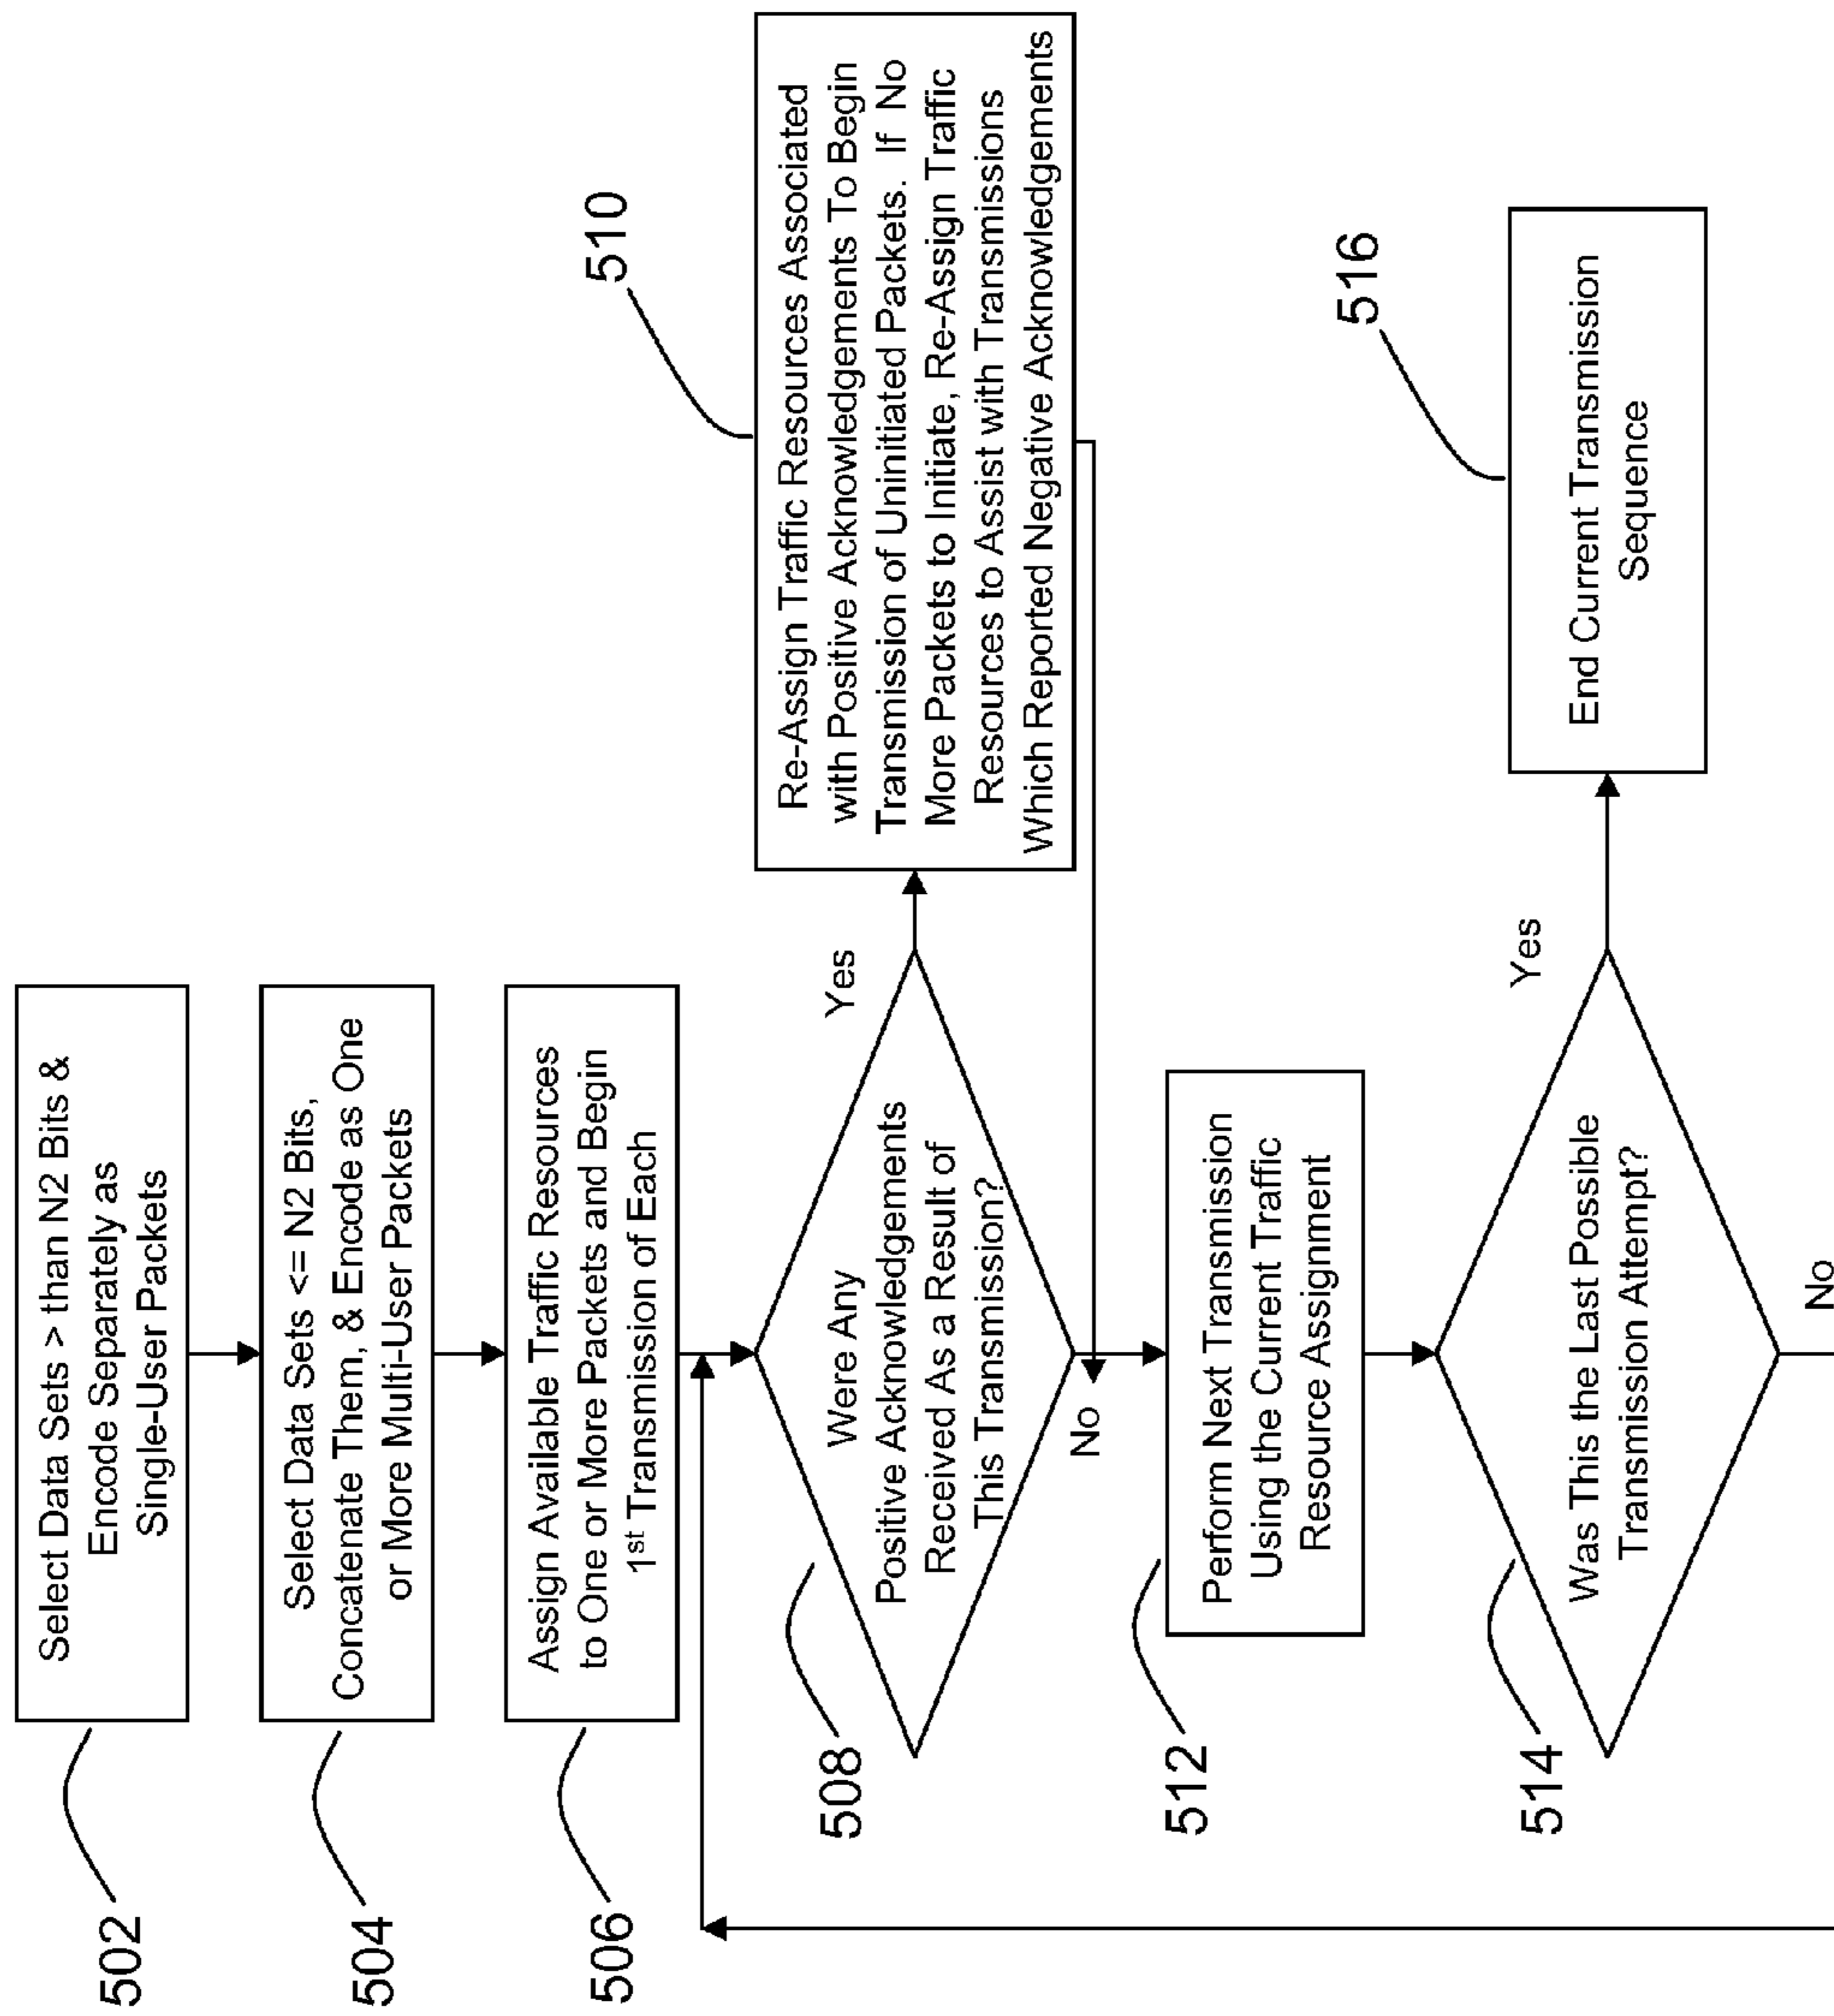 502
Select Data Sets > than N2 Bits &
Encode Separately as
Single-User Packets
504
Select Data Sets <= N2 Bits,
Concatenate Them, & Encode as One
or More Multi-User Packets
506
Assign Available Traffic Resources
to One or More Packets and Begin
1st Transmission of Each
508
Were Any
Positive Acknowledgements
Received As a Result of
This Transmission?
Yes
No
510
Re-Assign Traffic Resources Associated
with Positive Acknowledgements To Begin
Transmission of Uninitiated Packets. If No
More Packets to Initiate, Re-Assign Traffic
Resources to Assist with Transmissions
Which Reported Negative Acknowledgements
512
Perform Next Transmission
Using the Current Traffic
Resource Assignment
514
Was This the Last Possible
Transmission Attempt?
Yes
No
516
End Current Transmission
Sequence